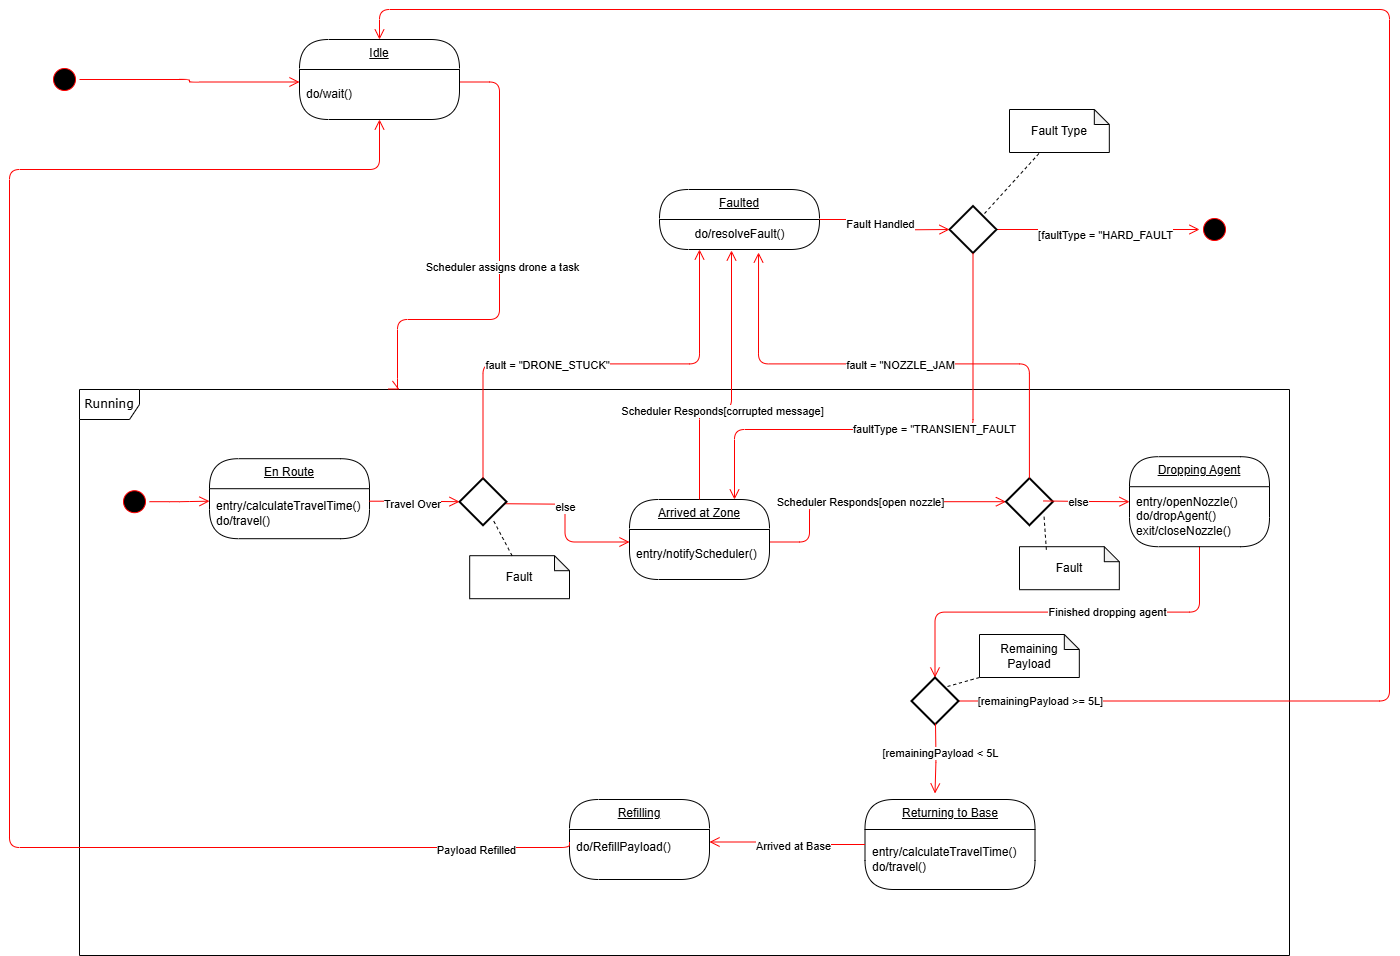 Idle
do/wait()
Fault Type
Faulted
do/resolveFault()
Fault Handled
[faultType = "HARD_FAULT
Scheduler assigns drone a task
fault = "DRONE_STUCK"
fault = "NOZZLE_JAM
Running
Scheduler Responds[corrupted message]
faultType = "TRANSIENT_FAULT
En Route
entry/calculateTravelTime()
do/travel()
Travel Over
else
Arrived at Zone
entry/notifyScheduler()
Scheduler Responds[open nozzle]
else
Dropping Agent
entry/openNozzle()
do/dropAgent()
exit/closeNozzle()
Fault
Fault
Finished dropping agent
Remaining
Payload
[remainingPayload >= 5L]
[remainingPayload < 5L
Refilling
do/RefillPayload()
Returning to Base
entry/calculateTravelTime()
do/travel()
Arrived at Base
Payload Refilled